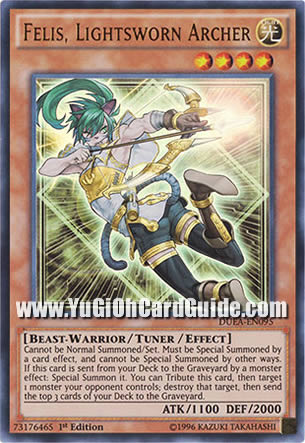 FELIS, LIGHTSWORN ARCHER
LIGHT
光
www.YuGiOhCardGuide.com
DUEA-EN095
[BEAST-WARRIOR/TUNER/EFFECT]
Cannot be Normal Summoned/Set. Must be Special Summoned by
a card effect, and cannot be Special Summoned by other ways.
If this card is sent from your Deck to the Graveyard by a monster
effect: Special Summon it. You can Tribute this card, then target
1 monster your opponent controls; destroy that target, then send
the top 3 cards of your Deck to the Graveyard.
ATK/1100 DEF/2000
73176465 1st Edition ©1996 KAZUKI TAKAHASHI